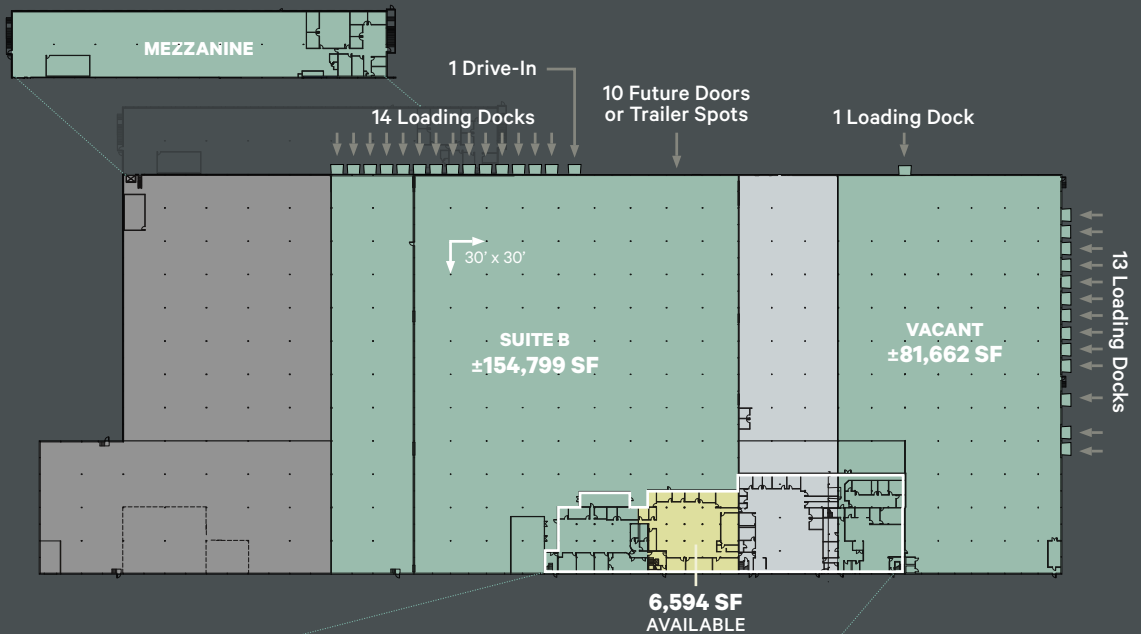 MEZZANINE
1 Drive-In
14 Loading Docks
10 Future Doors
or Trailer Spots
1 Loading Dock
30' x 30'
SUITE B
±154,799 SF
VACANT
±81,662 SF
13 Loading Docks
6,594 SF
AVAILABLE